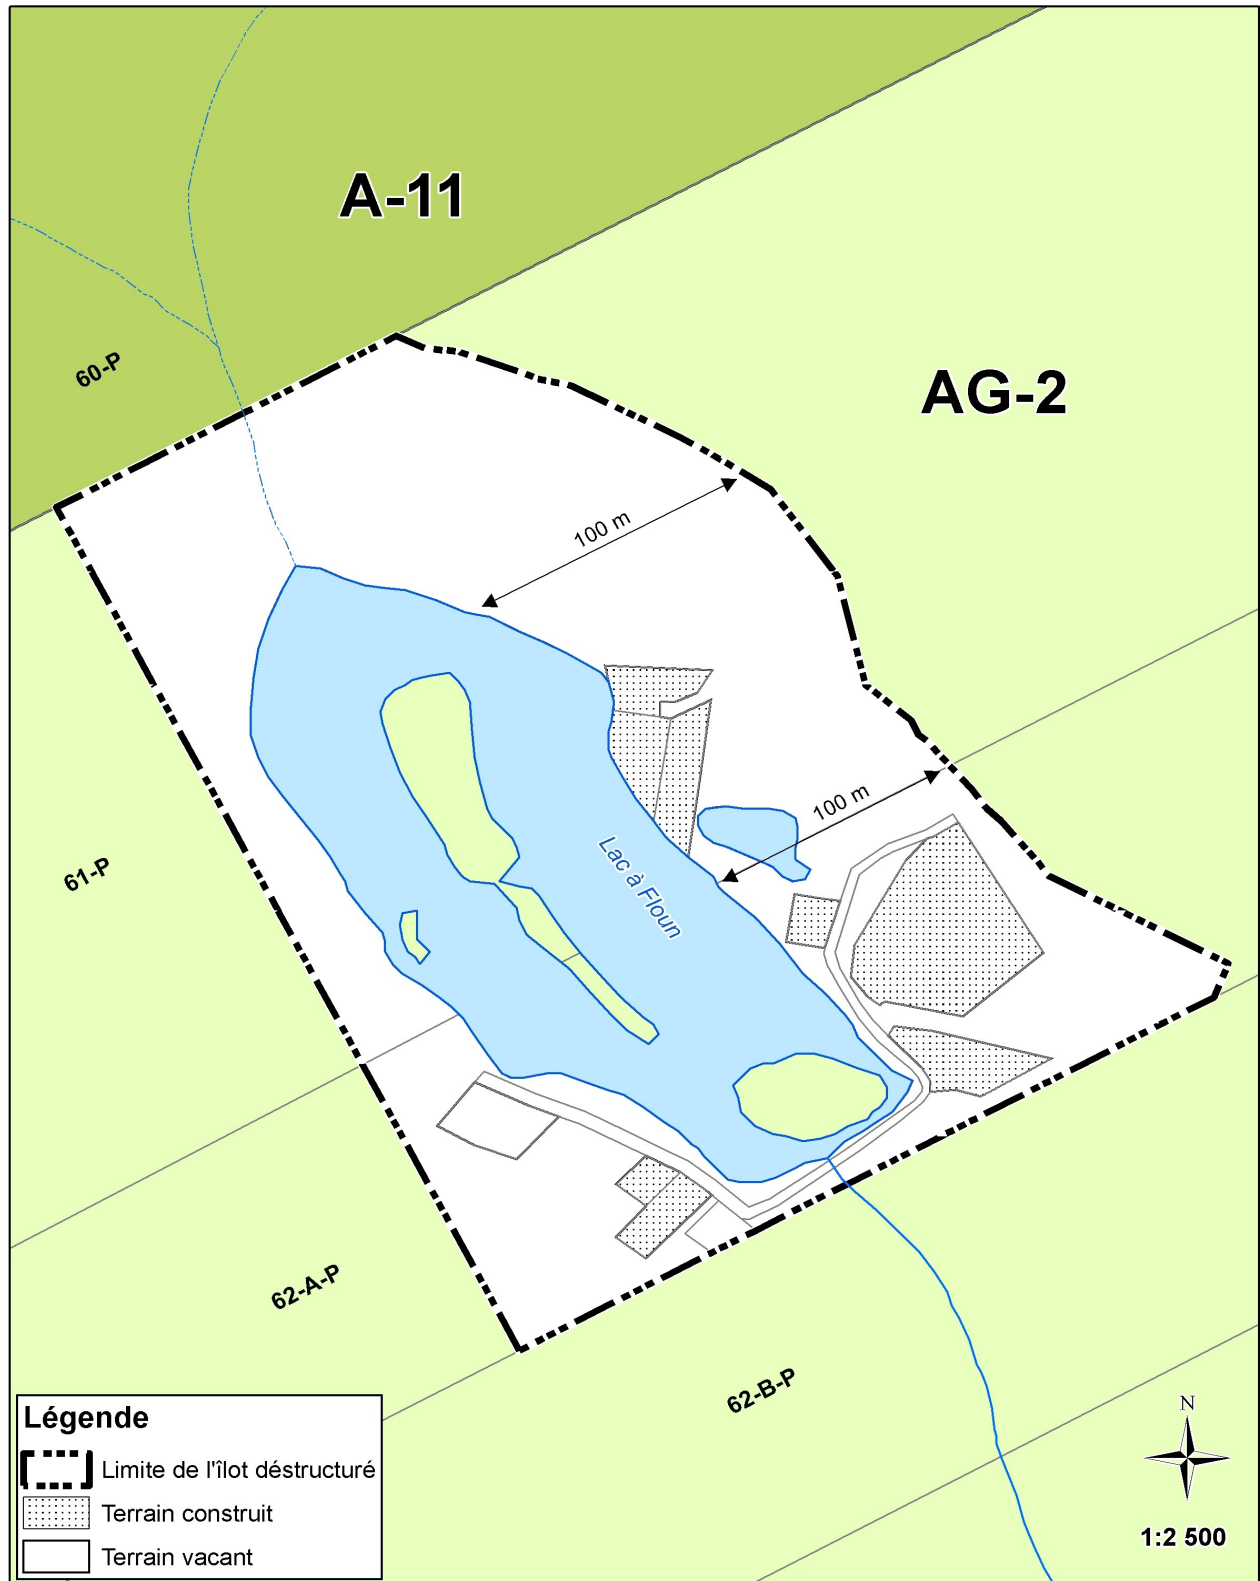 A-11
60-P
AG-2
100 m
100 m
Lac à Floun
61-P
62-A-P
62-B-P
Légende
Limite de l'îlot déstructuré
Terrain construit
Terrain vacant
N
1:2 500